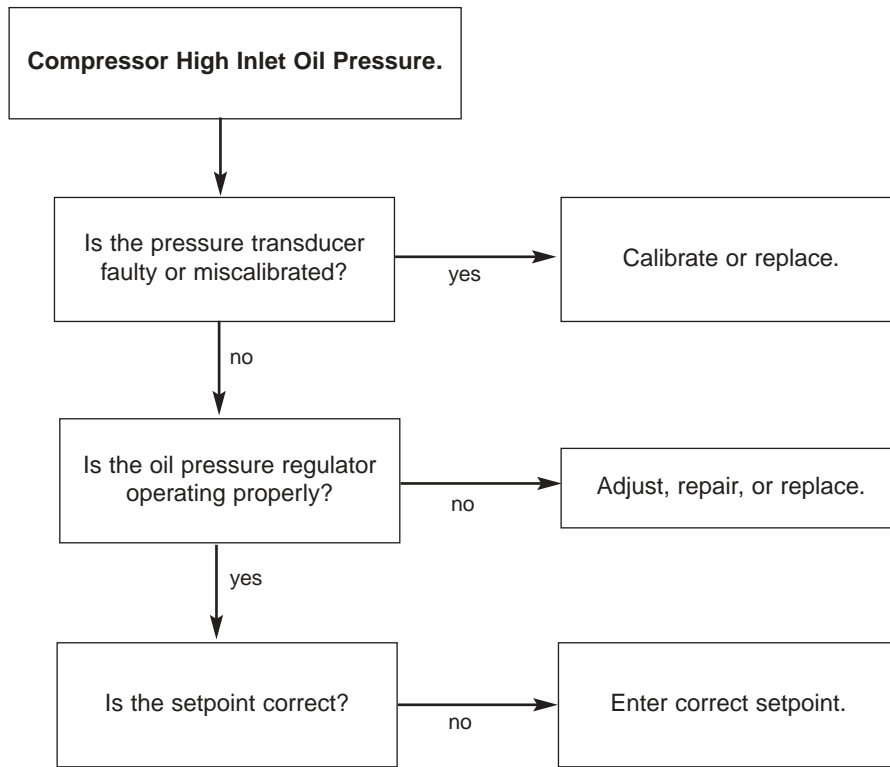 Compressor High Inlet Oil Pressure.
Is the pressure transducer
faulty or miscalibrated?
yes
Calibrate or replace.
no
Is the oil pressure regulator
operating properly?
no
Adjust, repair, or replace.
yes
Is the setpoint correct?
no
Enter correct setpoint.